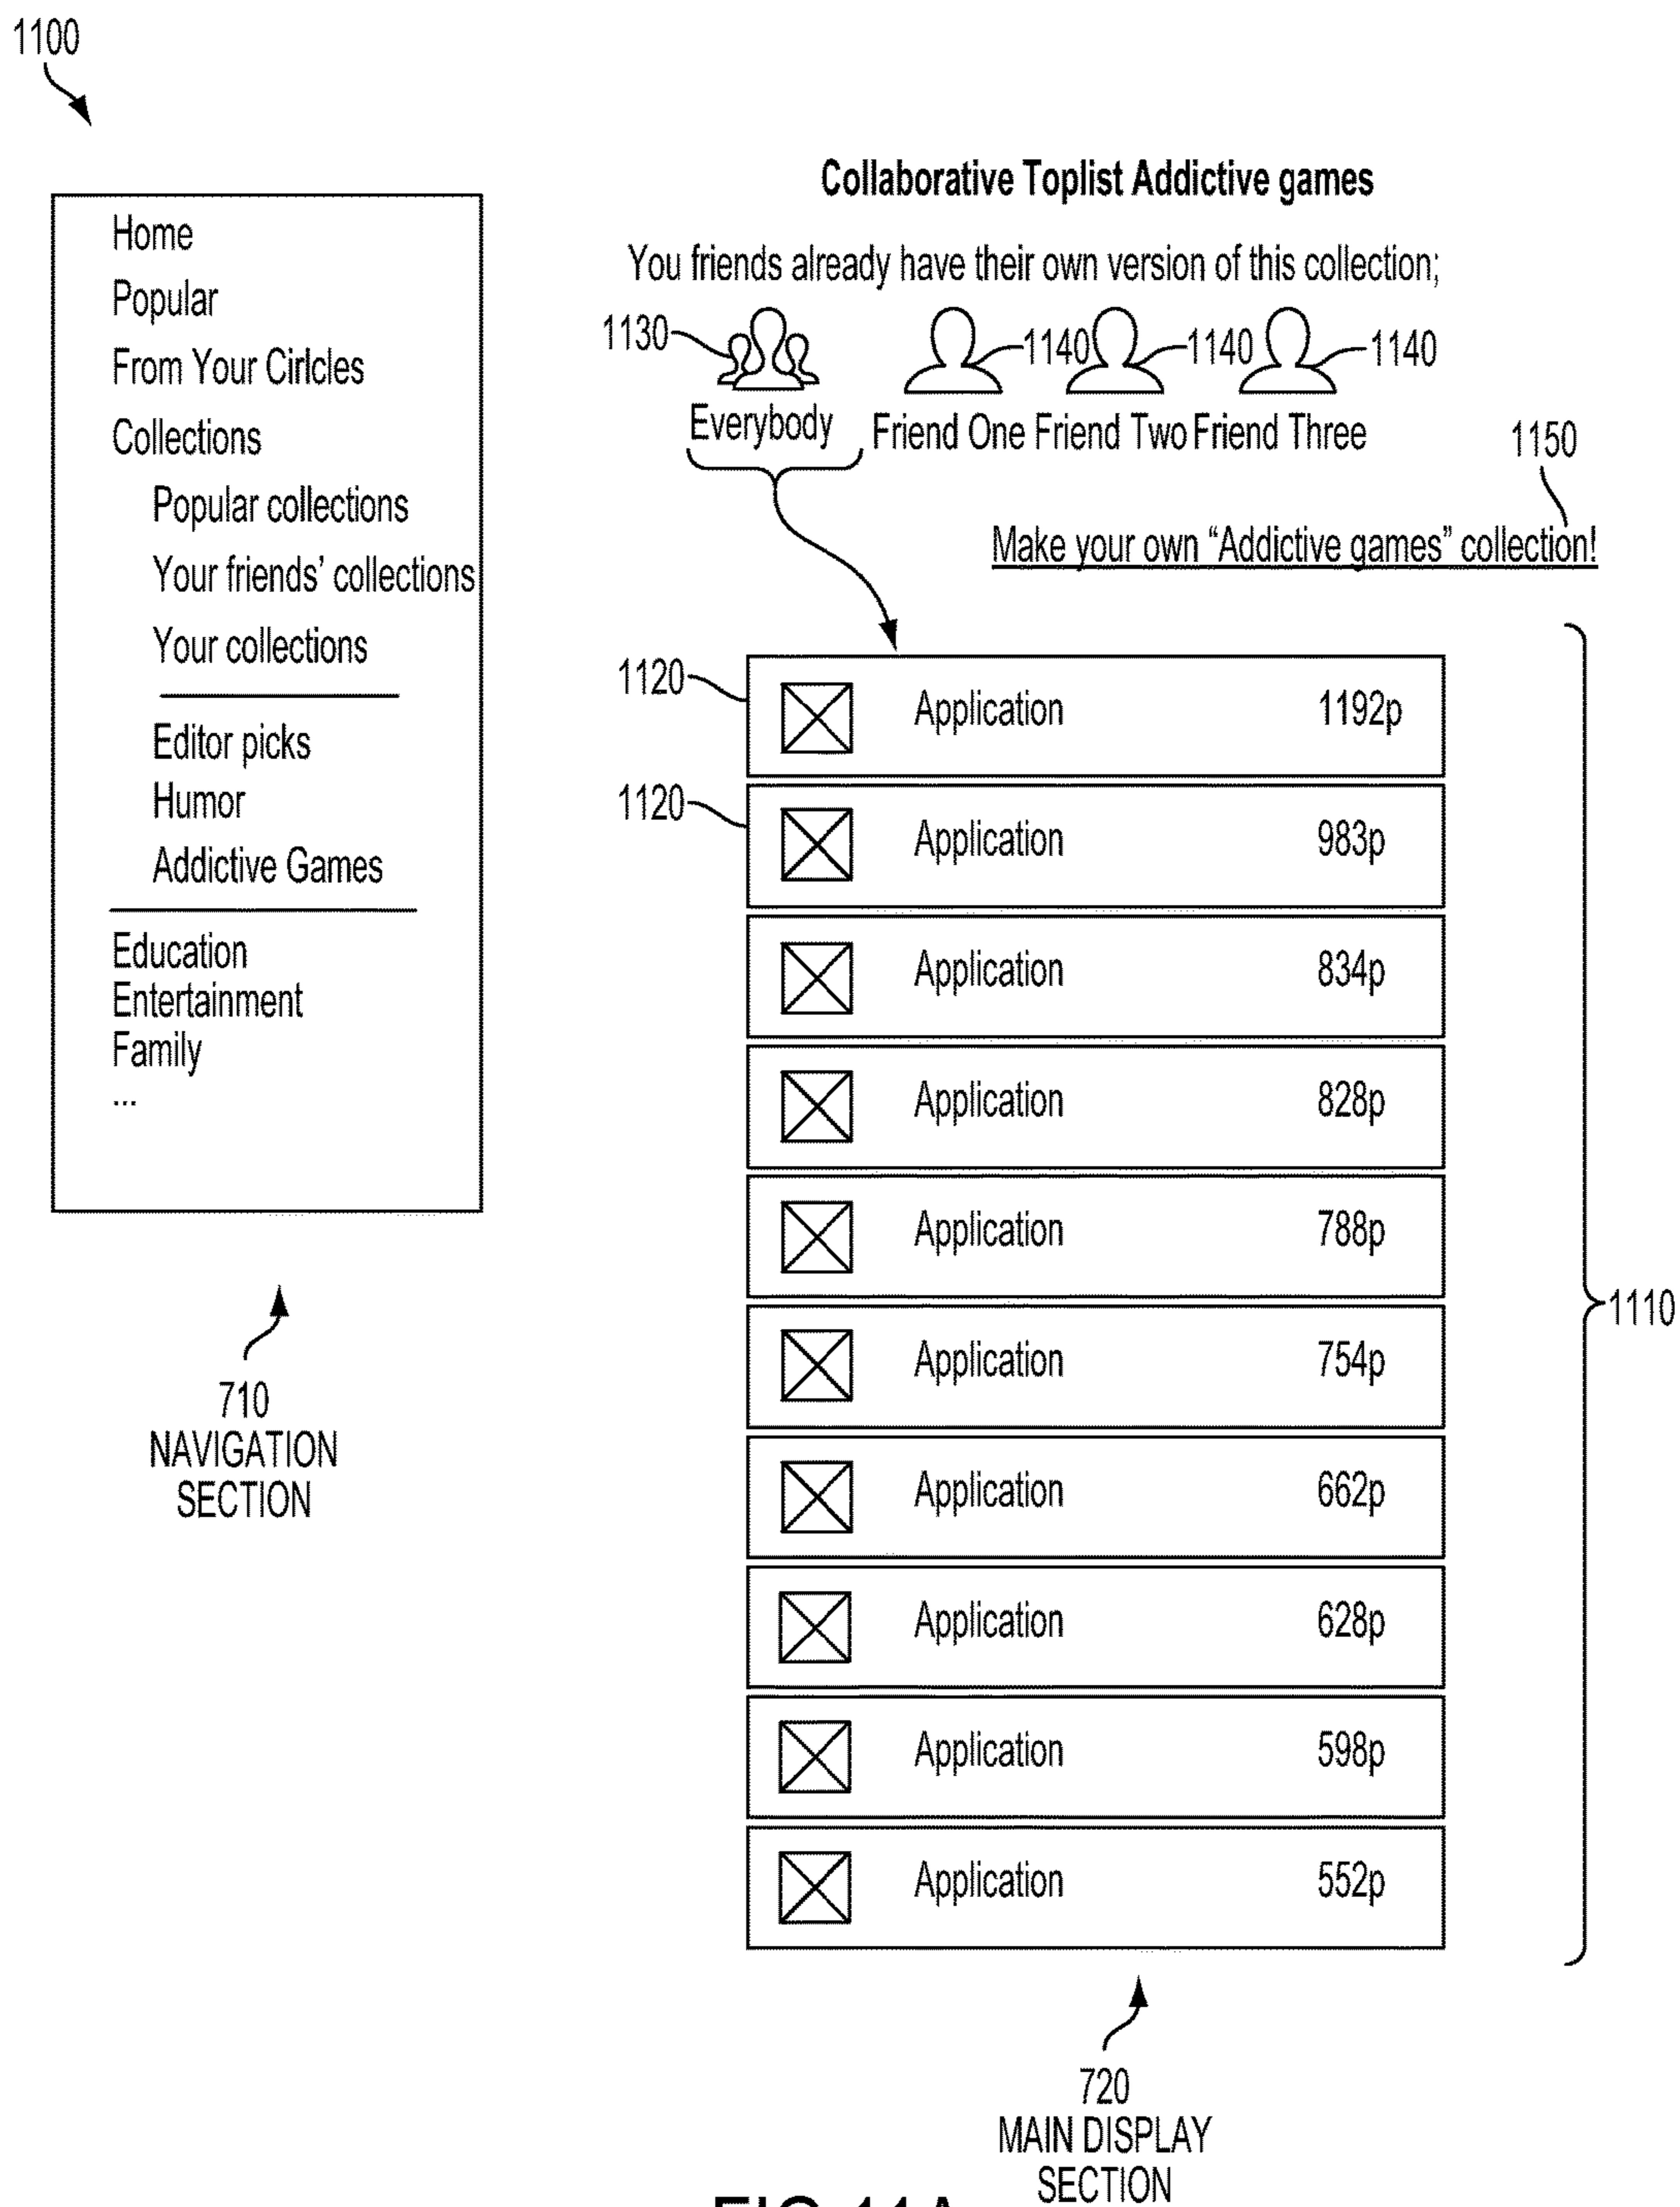 1100
Home
Popular
From Your Cirlcles
Collections
Popular collections
Your friends' collections
Your collections
Editor picks
Humor
Addictive Games
Education
Entertainment
Family
...
710
NAVIGATION
SECTION
Collaborative Toplist Addictive games
You friends already have their own version of this collection;
1130 1140 1140 1140
Everybody Friend One Friend Two Friend Three
1150
Make your own “Addictive games” collection!
1120 Application 1192p
1120 Application 983p
Application 834p
Application 828p
Application 788p
1110
Application 754p
Application 662p
Application 628p
Application 598p
Application 552p
720
MAIN DISPLAY
SECTION
FIG.11A